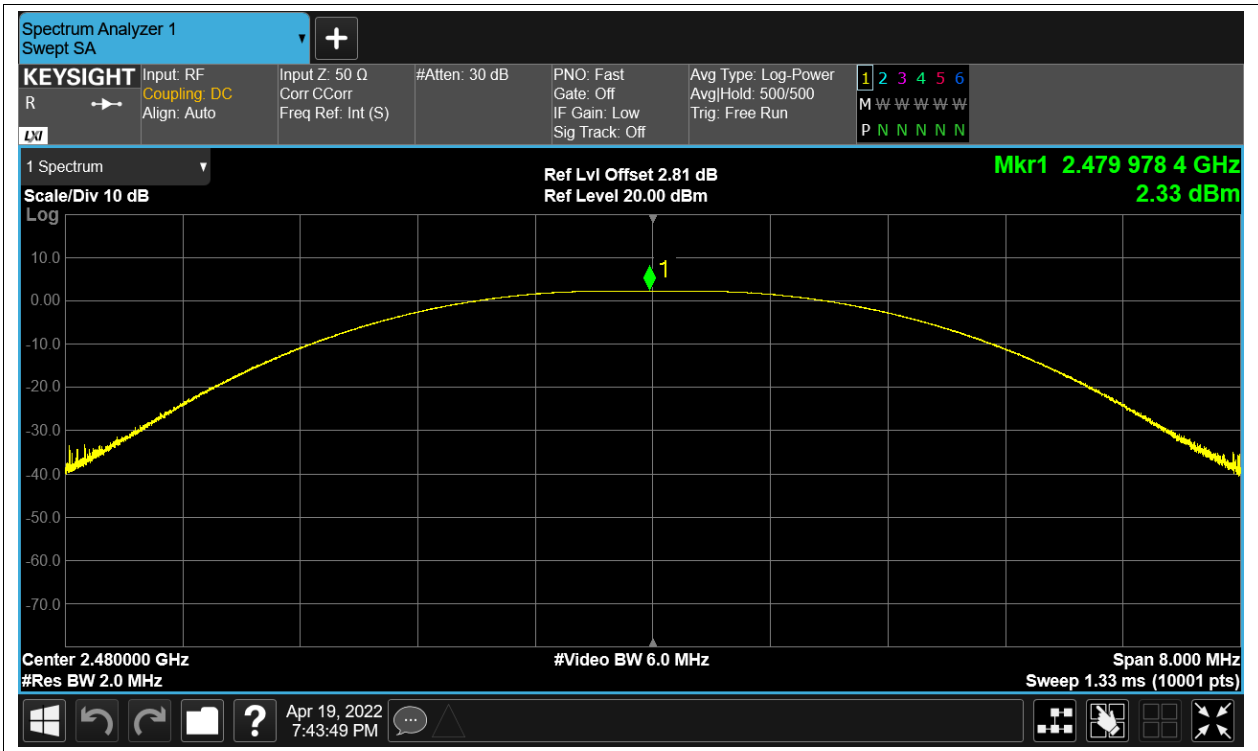 Spectrum Analyzer 1
Swept SA
KEYSIGHT
R
LXI
Input: RF
Coupling: DC
Align: Auto
Input Z: 50 Ω
Corr CCorr
Freq Ref: Int (S)
#Atten: 30 dB
PNO: Fast
Gate: Off
IF Gain: Low
Sig Track: Off
Avg Type: Log-Power
Avg|Hold: 500/500
Trig: Free Run
1 2 3 4 5 6
M W W W W W
P N N N N N
1 Spectrum
Scale/Div 10 dB
Log
Ref Lvl Offset 2.81 dB
Ref Level 20.00 dBm
Mkr1 2.479 978 4 GHz
2.33 dBm
1
10.0
0.00
-10.0
-20.0
-30.0
-40.0
-50.0
-60.0
-70.0
Center 2.480000 GHz
#Res BW 2.0 MHz
#Video BW 6.0 MHz
Span 8.000 MHz
Sweep 1.33 ms (10001 pts)
?
Apr 19, 2022
7:43:49 PM